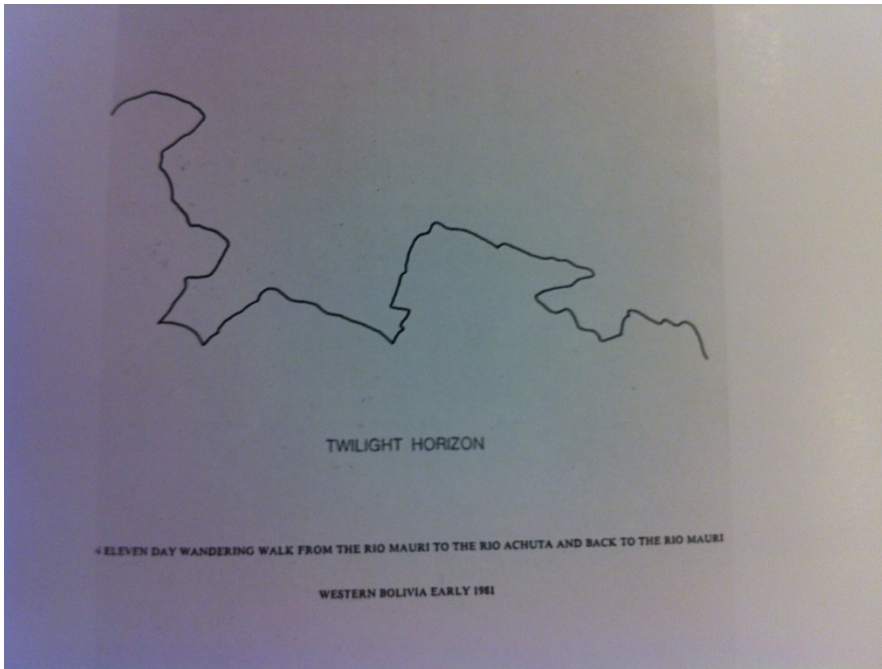 TWILIGHT HORIZON
ELEVEN DAY WANDERING WALK FROM THE RIO MAURI TO THE RIO ACHUTA AND BACK TO THE RIO MAURI
WESTERN BOLIVIA EARLY 1981